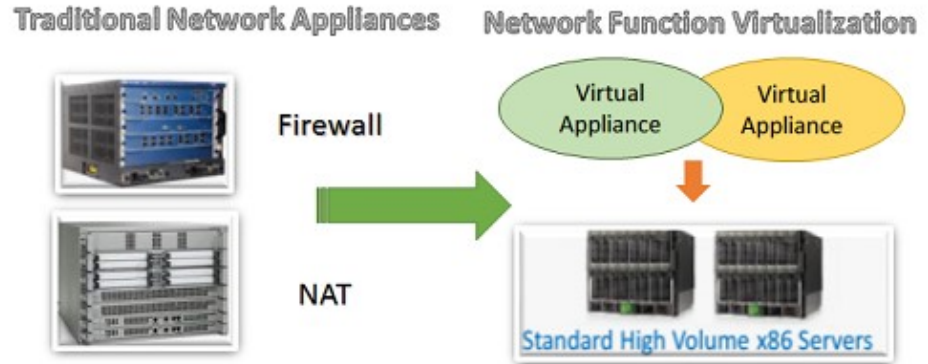 Traditional Network Appliances
Network Function Virtualization
Firewall
NAT
Virtual
Appliance
Virtual
Appliance
Standard High Volume x86 Servers